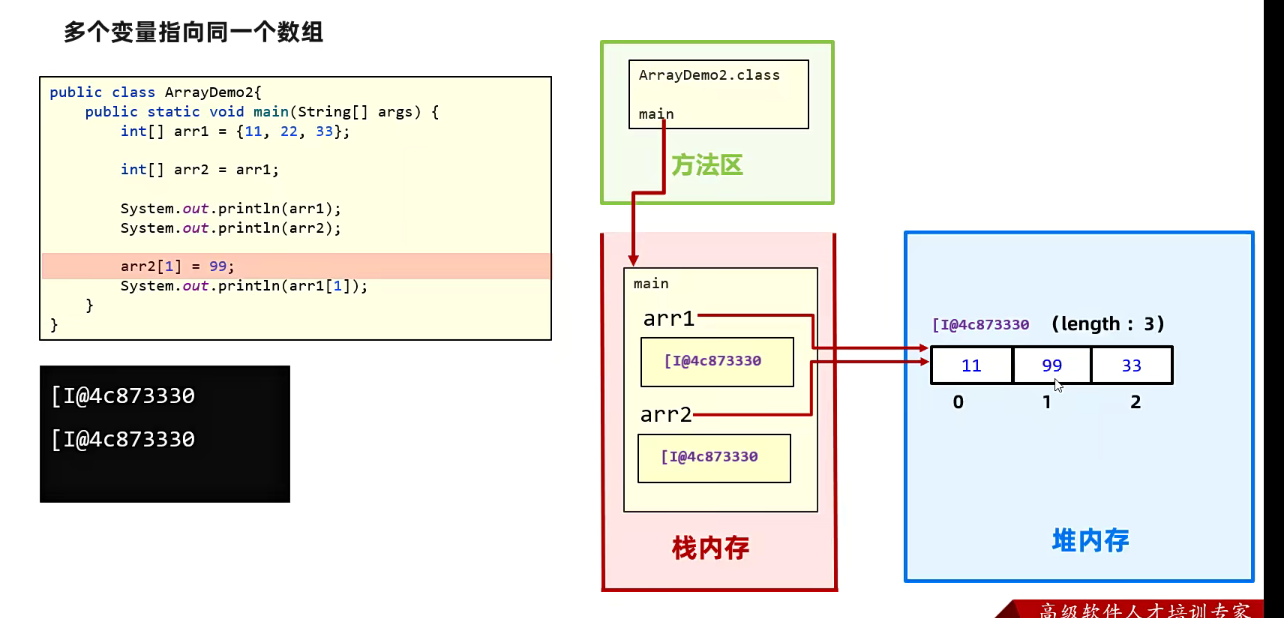 多个变量指向同一个数组
public class ArrayDemo2{
public static void main(String[] args) {
int[] arr1 = {11, 22, 33};
int[] arr2 = arr1;
System.out.println(arr1);
System.out.println(arr2);
arr2[1] = 99;
System.out.println(arr1[1]);
}
}
[I@4c873330
[I@4c873330
ArrayDemo2.class
main
方法区
main
arr1
[I@4c873330
arr2
[I@4c873330
栈内存
[I@4c873330 (length : 3)
11 99 33
0 1 2
堆内存
高级软件人才培训专家